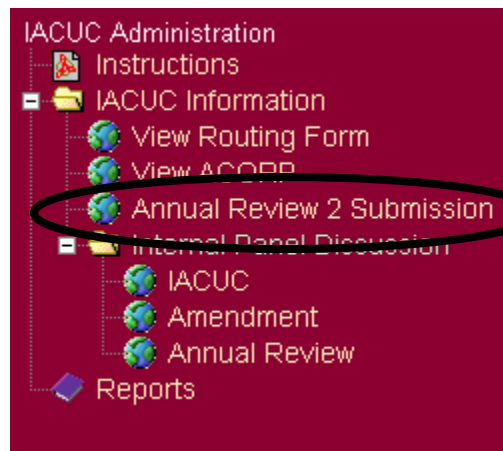 IACUC Administration
Instructions
IACUC Information
View Routing Form
View ACORP
Annual Review 2 Submission
Internal Panel Discussion
IACUC
Amendment
Annual Review
Reports